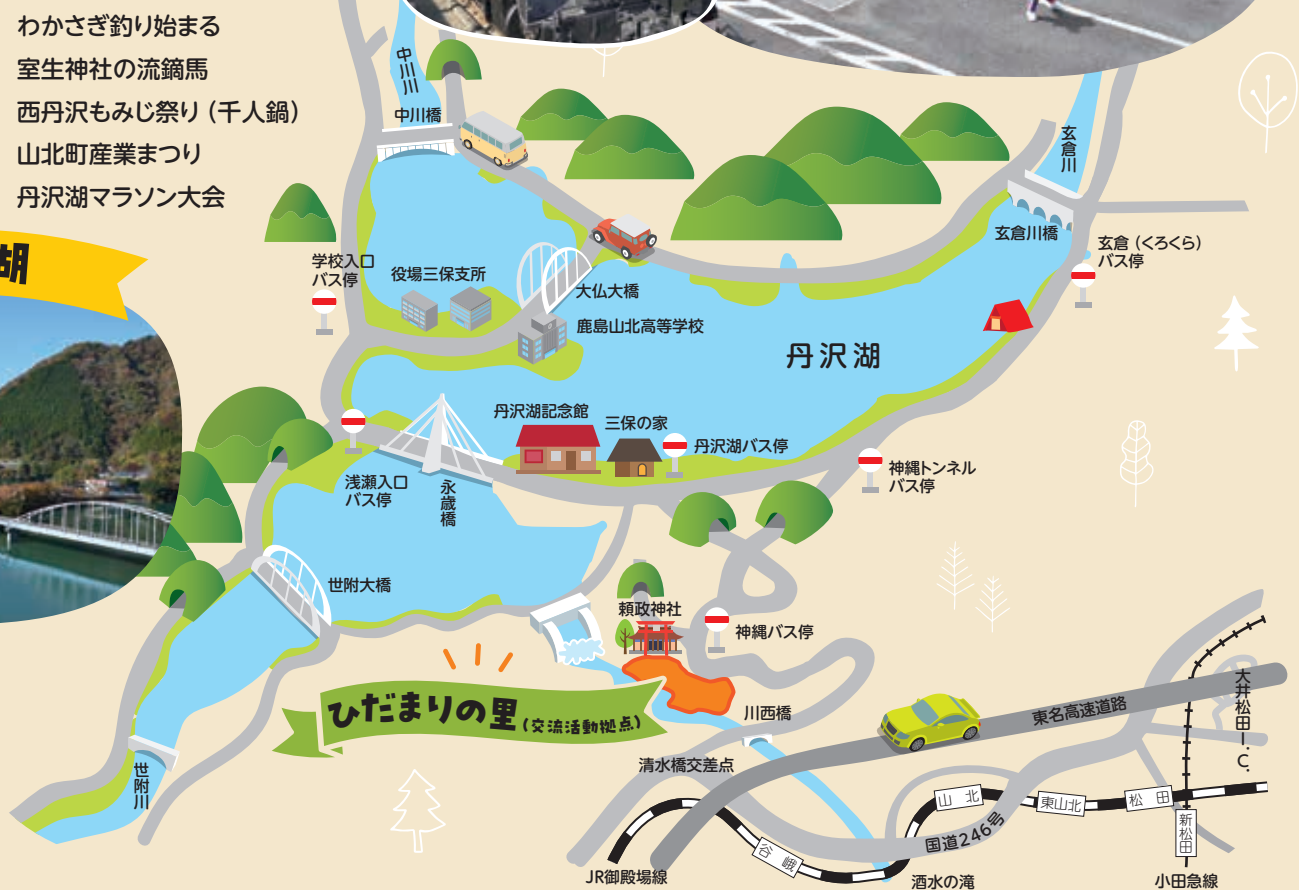 わかさぎ釣り始まる
室生神社の流鏑馬
西丹沢もみじ祭り（千人鍋）
山北町産業まつり
丹沢湖マラソン大会
湖
中川川
中川橋
玄倉川
玄倉川橋
玄倉（くろくら）
バス停
学校入口
バス停
役場三保支所
大仏大橋
鹿島山北高等学校
丹沢湖
丹沢湖記念館
三保の家
丹沢湖バス停
神縄トンネル
バス停
浅瀬入口
バス停
永歳橋
世附大橋
頼政神社
神縄バス停
ひだまりの里（交流活動拠点）
川西橋
東名高速道路
大井松田I.C.
清水橋交差点
世附川
山北
東山北
松田
新松田
国道246号
谷峨
JR御殿場線
酒水の滝
小田急線